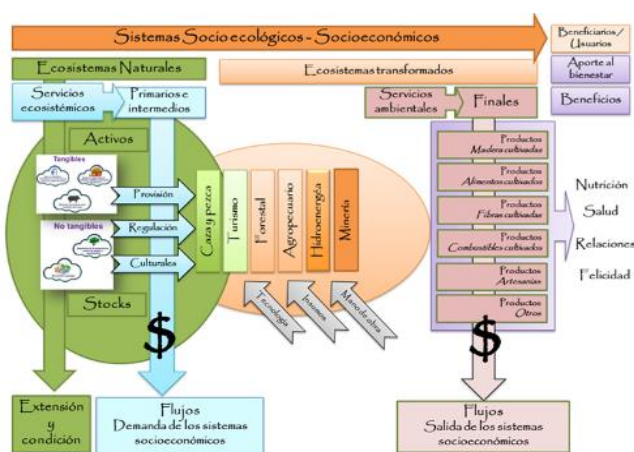 Sistemas Socio ecológicos - Socioeconómicos
Beneficiarios /
Usuarios
Ecosistemas Naturales
Ecosistemas transformados
Aporte al
bienestar
Servicios
ecosistémicos
Primarios e
intermedios
Servicios
ambientales
Finales
Beneficios
Activos
Tangibles
No tangibles
Stocks
Provisión
Regulación
Culturales
Caza y pezca
Turismo
Forestal
Agropecuario
Hidroenergía
Minería
Tecnología
Insumos
Mano de obra
Productos
Madera cultivadas
Productos
Alimentos cultivados
Productos
Fibras cultivadas
Productos
Combustibles cultivados
Productos
Artesanías
Productos
Otros
Nutrición
Salud
Relaciones
Felicidad
$
$
Extensión
y
condición
Flujos
Demanda de los sistemas
socioeconómicos
Flujos
Salida de los sistemas
socioeconómicos